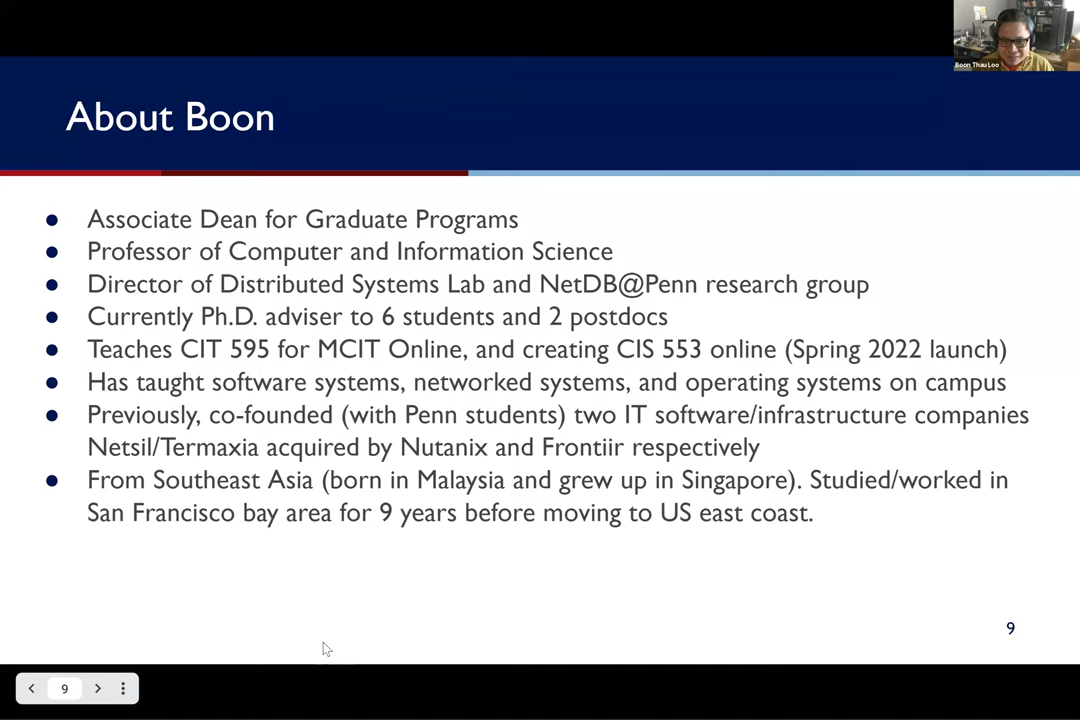 Boon Thau Loo
About Boon
● Associate Dean for Graduate Programs
● Professor of Computer and Information Science
● Director of Distributed Systems Lab and NetDB@Penn research group
● Currently Ph.D. adviser to 6 students and 2 postdocs
● Teaches CIT 595 for MCIT Online, and creating CIS 553 online (Spring 2022 launch)
● Has taught software systems, networked systems, and operating systems on campus
● Previously, co-founded (with Penn students) two IT software/infrastructure companies
Netsil/Termaxia acquired by Nutanix and Frontiir respectively
● From Southeast Asia (born in Malaysia and grew up in Singapore). Studied/worked in
San Francisco bay area for 9 years before moving to US east coast.
9
9